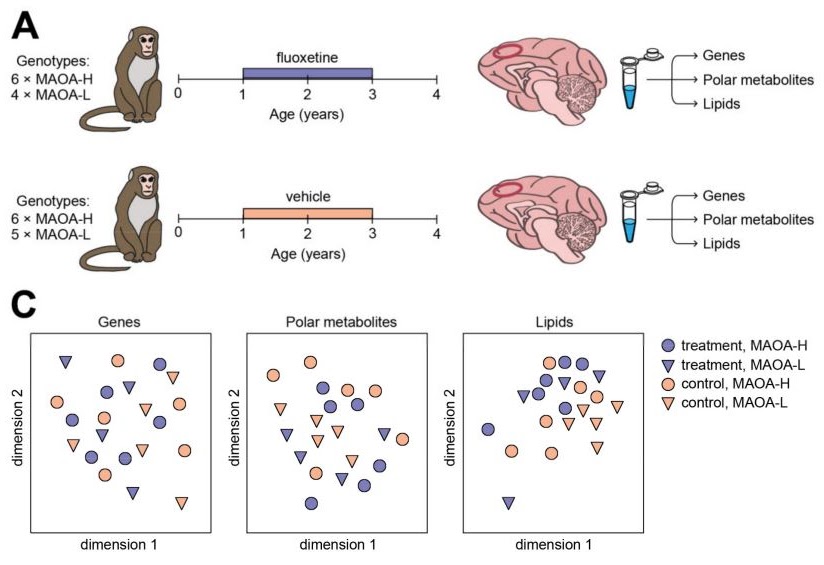 A
Genotypes:
6 × MAOA-H
4 × MAOA-L
fluoxetine
0 1 2 3 4
Age (years)
Genes
Polar metabolites
Lipids
Genotypes:
6 × MAOA-H
5 × MAOA-L
vehicle
0 1 2 3 4
Age (years)
Genes
Polar metabolites
Lipids
C
Genes
dimension 2
dimension 1
Polar metabolites
dimension 2
dimension 1
Lipids
dimension 2
dimension 1
treatment, MAOA-H
treatment, MAOA-L
control, MAOA-H
control, MAOA-L